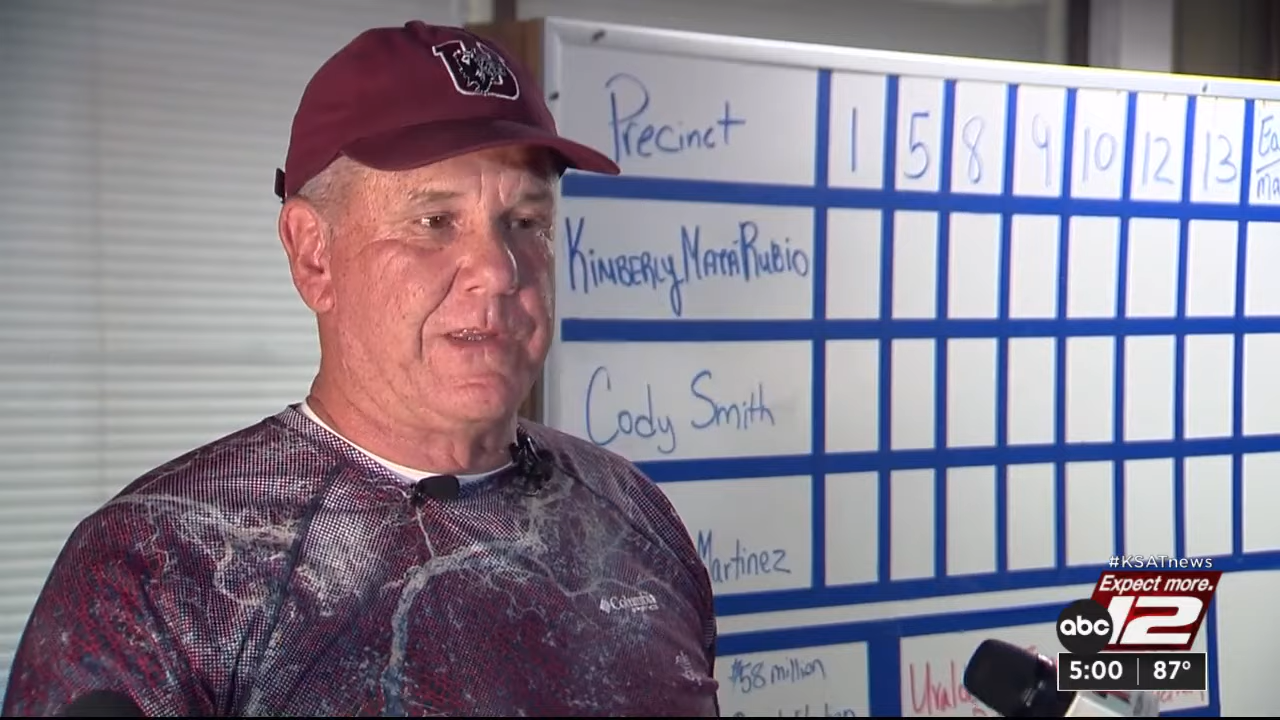 U
Precinct 1 5 8 9 10 12 13
Kimberly Mata-Rubio
Cody Smith
Martinez
$58 million
Columbia
#KSATnews
Expect more.
abc 12
5:00 87°